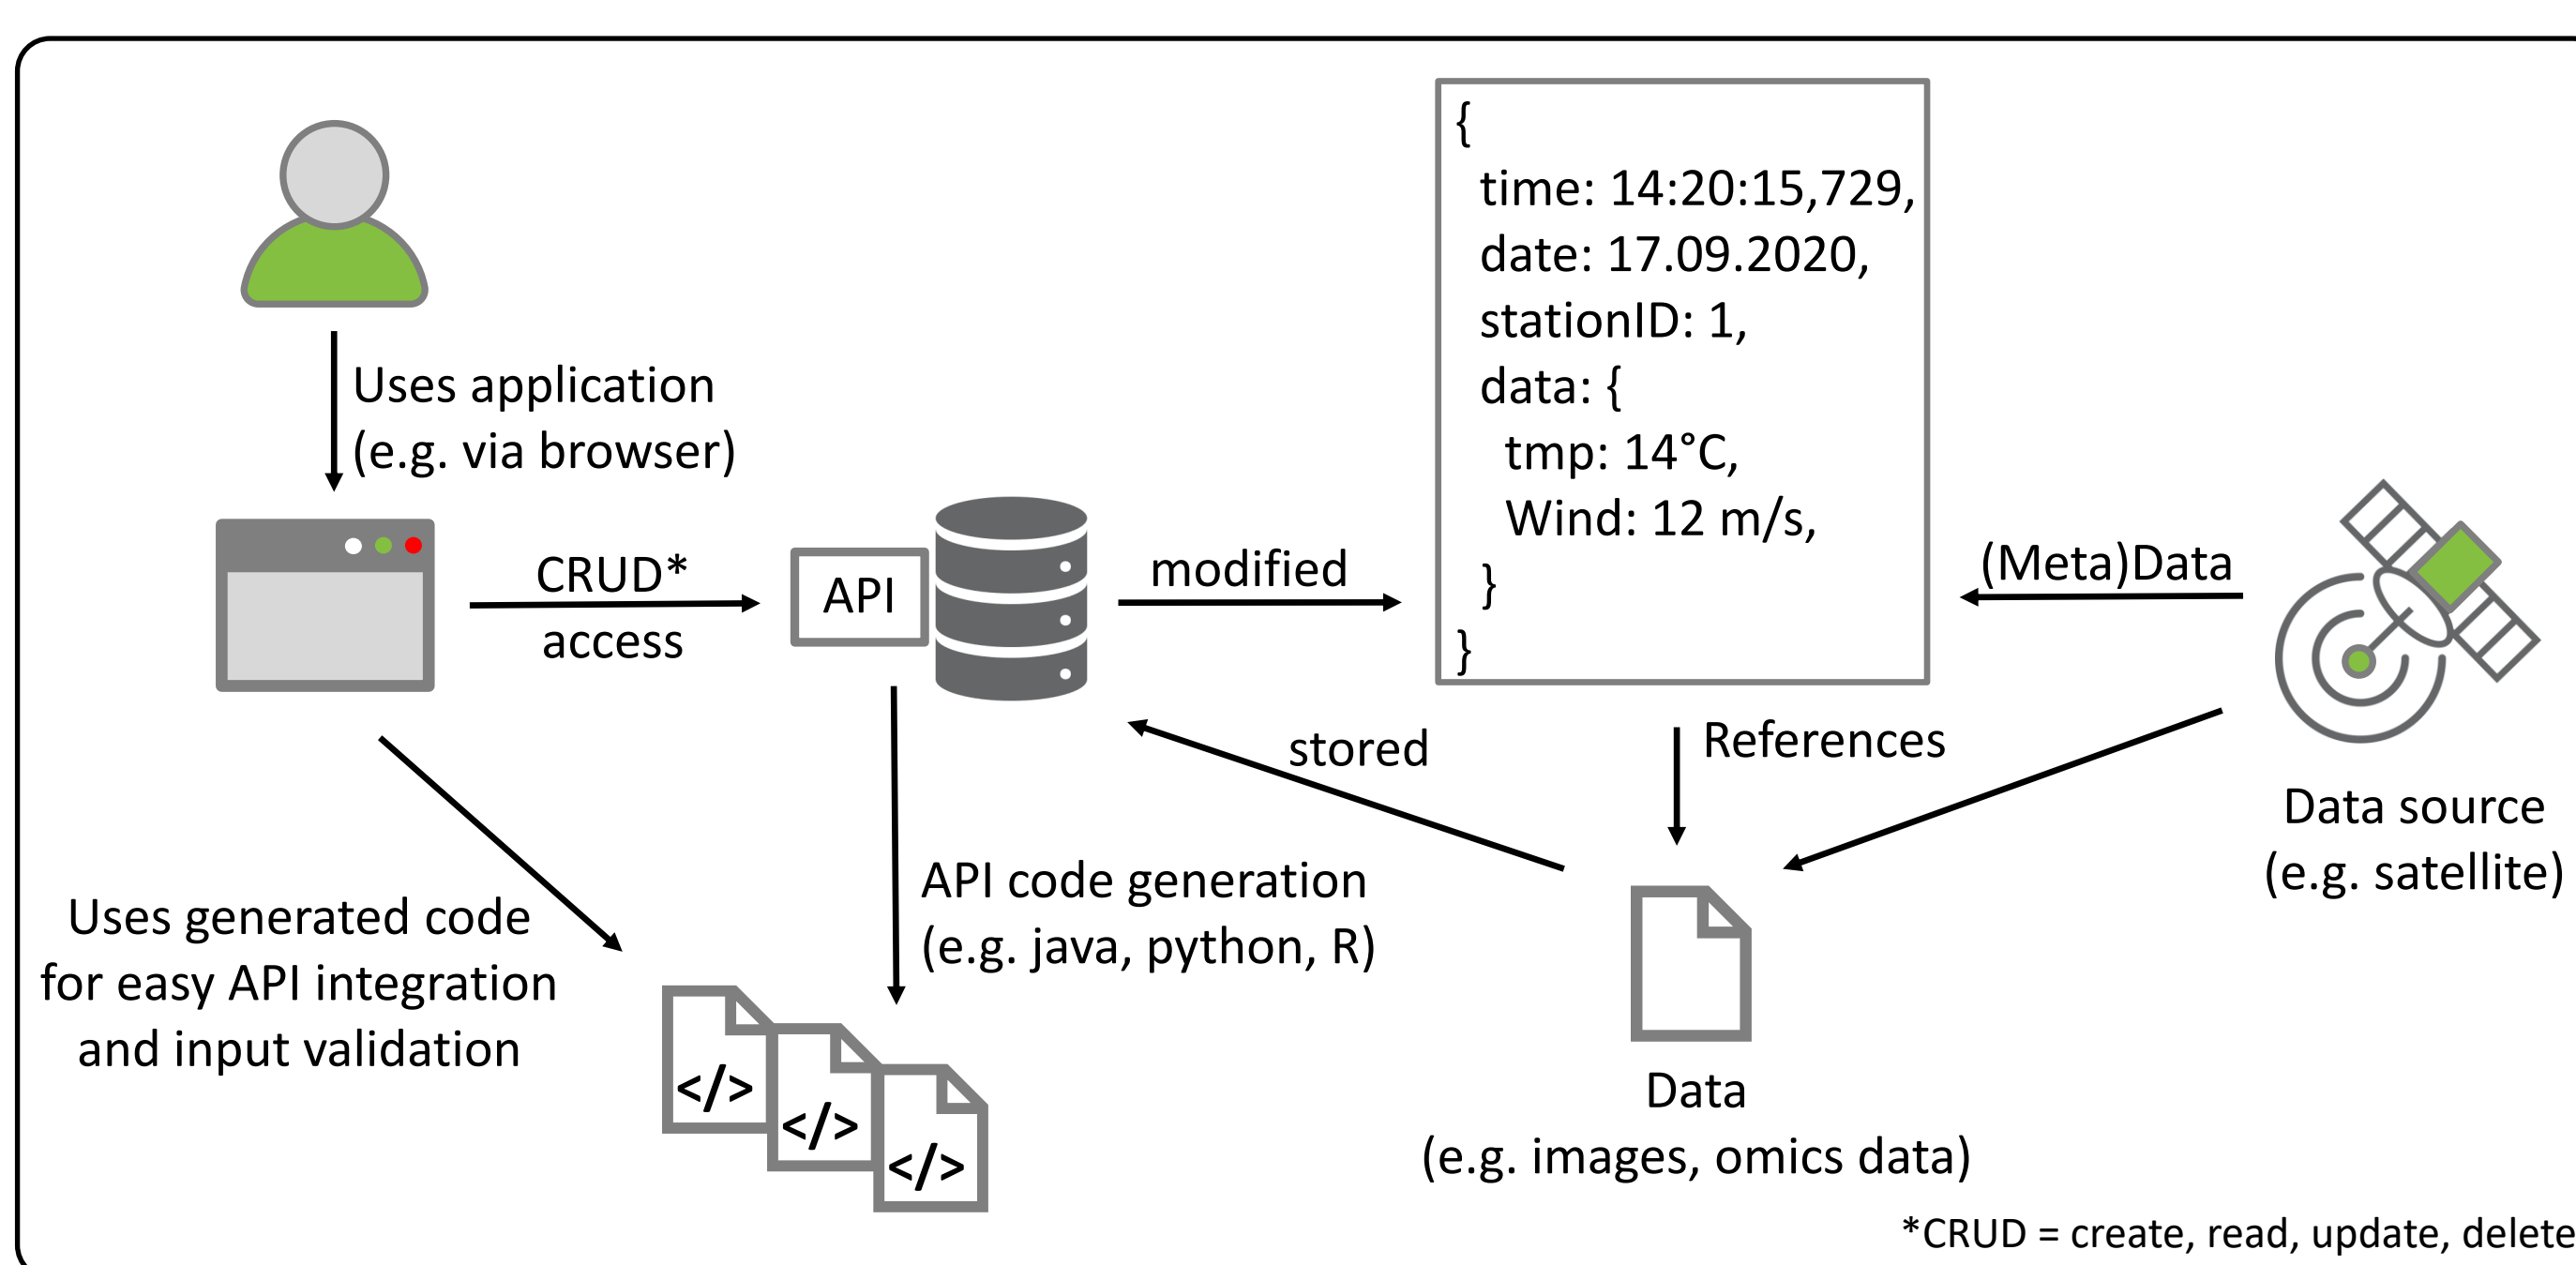 {
time: 14:20:15,729,
date: 17.09.2020,
stationID: 1,
data: {
tmp: 14°C,
Wind: 12 m/s,
}
}
Uses application
(e.g. via browser)
CRUD*
access
API
modified
(Meta)Data
stored
References
Data source
(e.g. satellite)
API code generation
(e.g. java, python, R)
Uses generated code
for easy API integration
and input validation
</>
</>
</>
Data
(e.g. images, omics data)
*CRUD = create, read, update, delete